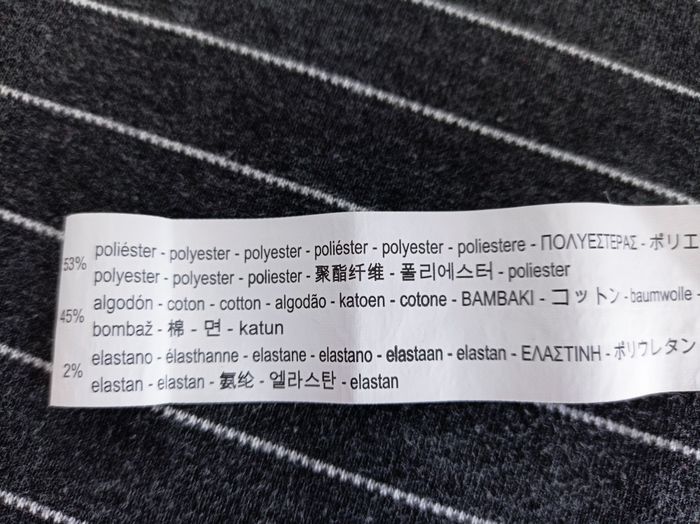 53% poliéster - polyester - polyester - poliéster - polyester - poliestere - ΠΟΛΥΕΣΤΕΡΑΣ - ポリエ
polyester - polyester - poliester - 聚酯纤维 - 폴리에스터 - poliester
45% algodón - coton - cotton - algodão - katoen - cotone - BAMBAKI - コットン - baumwolle -
bombaž - 棉 - 면 - katun
2% elastano - élasthanne - elastane - elastano - elastaan - elastan - ΕΛΑΣΤΙΝΗ - ポリウレタン
elastan - elastan - 氨纶 - 엘라스탄 - elastan